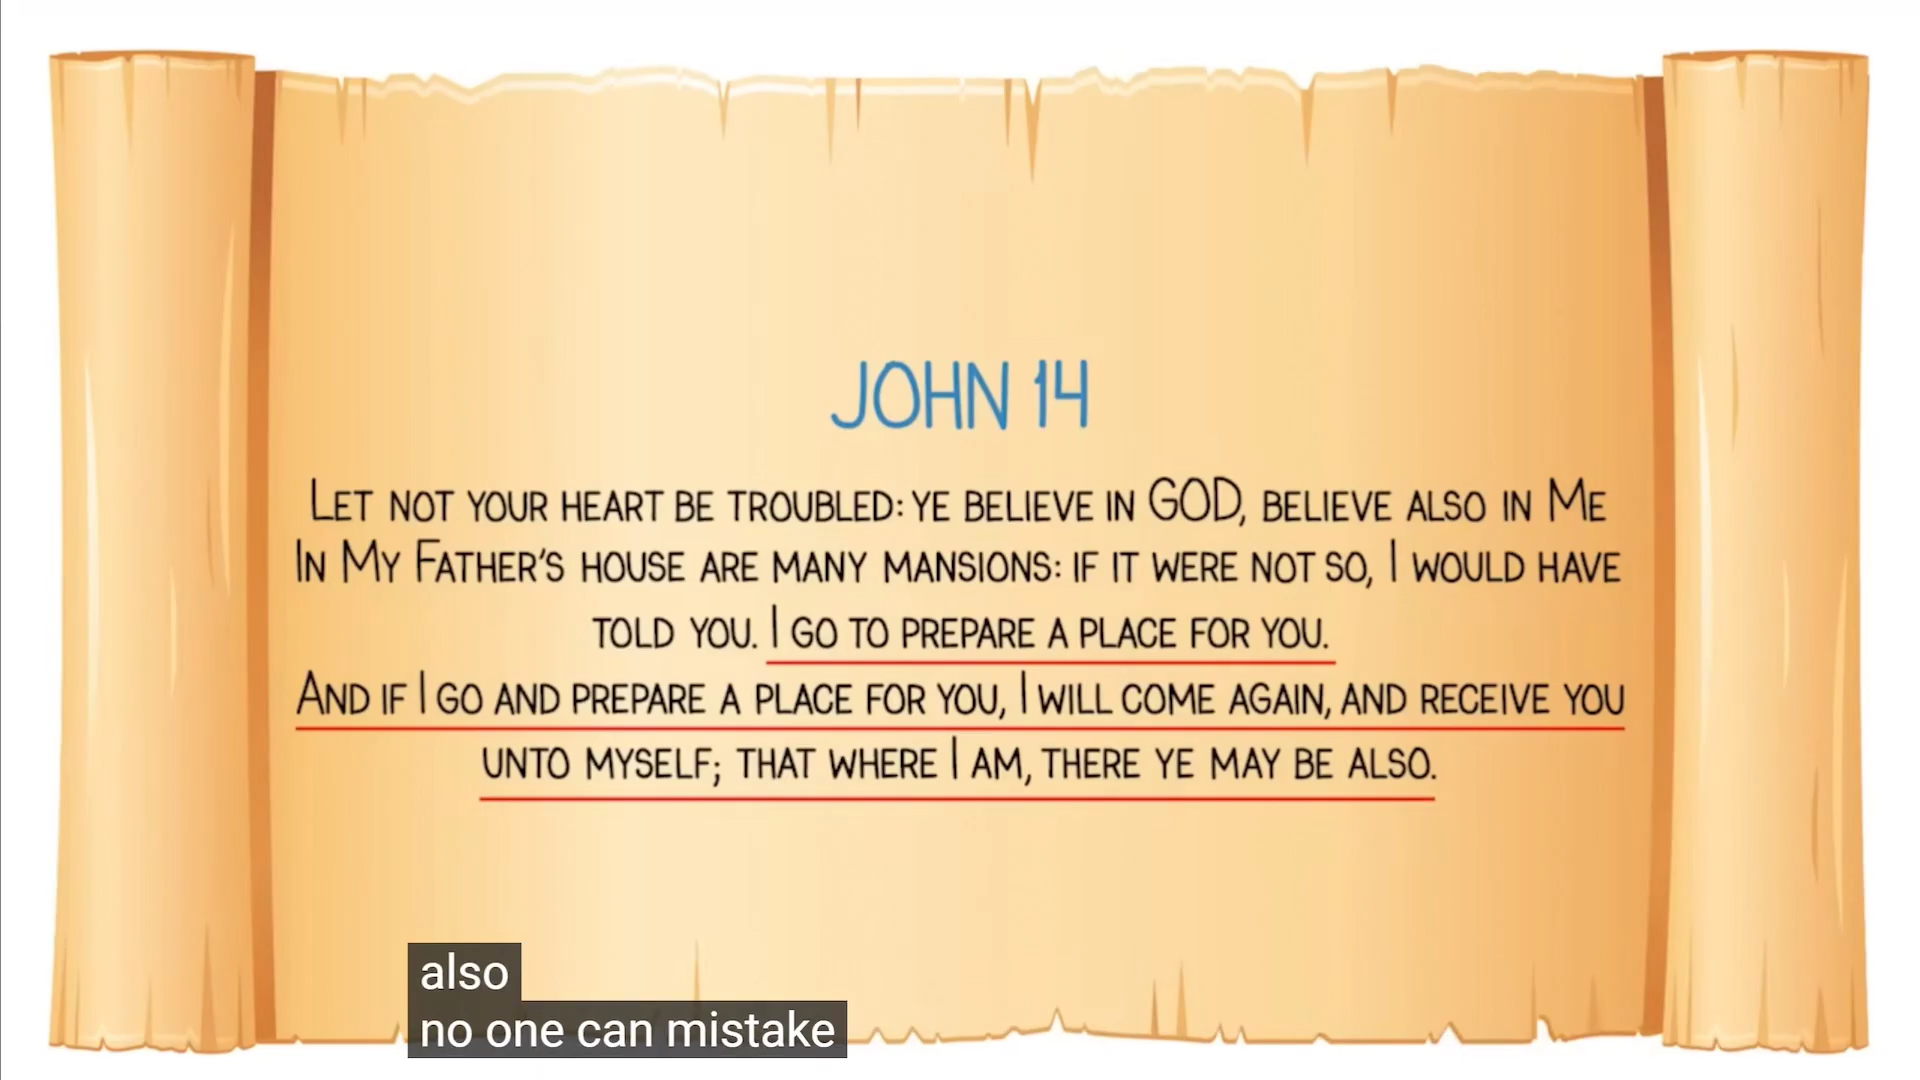 JOHN 14
LET NOT YOUR HEART BE TROUBLED: YE BELIEVE IN GOD, BELIEVE ALSO IN ME
IN MY FATHER'S HOUSE ARE MANY MANSIONS: IF IT WERE NOT SO, I WOULD HAVE
TOLD YOU. I GO TO PREPARE A PLACE FOR YOU.
AND IF I GO AND PREPARE A PLACE FOR YOU, I WILL COME AGAIN, AND RECEIVE YOU
UNTO MYSELF; THAT WHERE I AM, THERE YE MAY BE ALSO.
also
no one can mistake